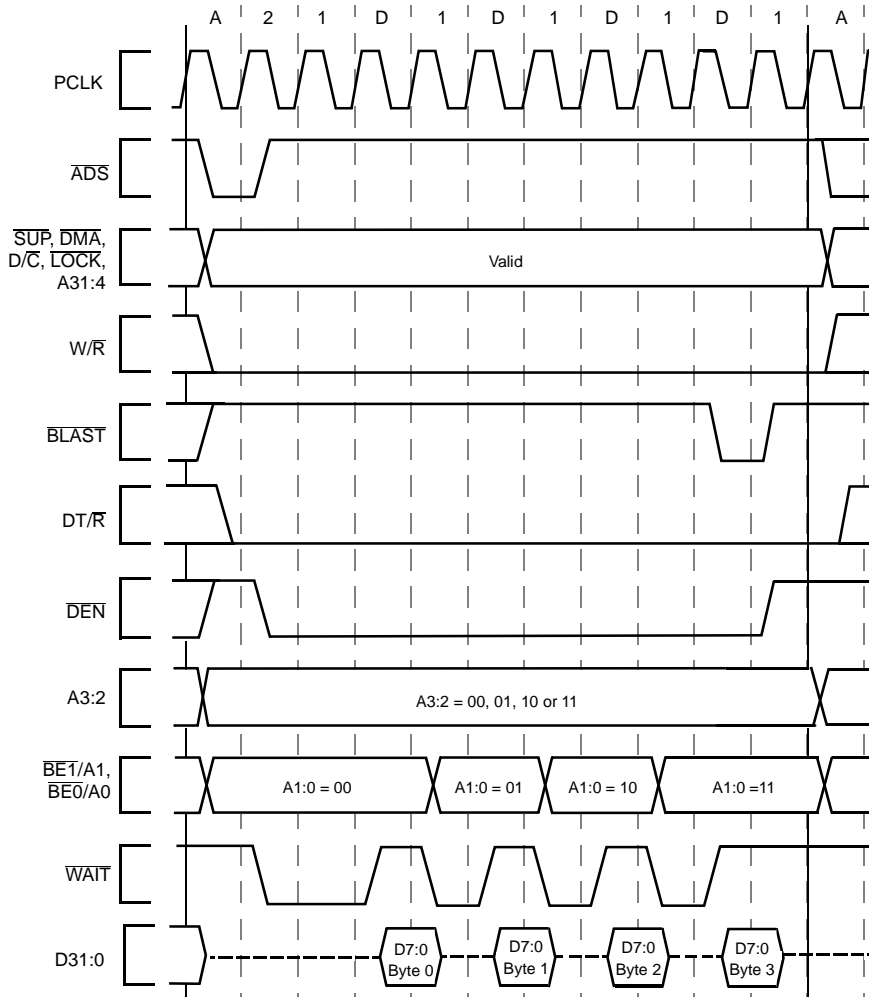 A 2 1 D 1 D 1 D 1 D 1 A
PCLK
ADS
SUP, DMA,
D/C, LOCK,
A31:4
Valid
W/R
BLAST
DT/R
DEN
A3:2
A3:2 = 00, 01, 10 or 11
BE1/A1,
BE0/A0
A1:0 = 00
A1:0 = 01
A1:0 = 10
A1:0 =11
WAIT
D31:0
D7:0
Byte 0
D7:0
Byte 1
D7:0
Byte 2
D7:0
Byte 3